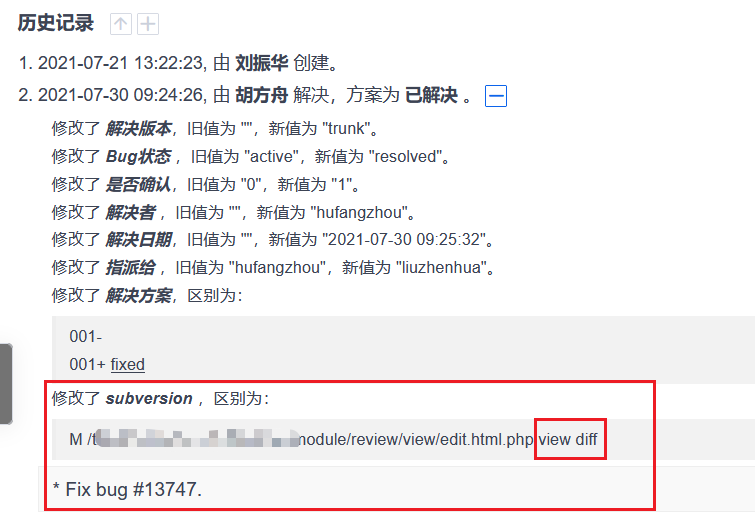 历史记录
1. 2021-07-21 13:22:23, 由 刘振华 创建。
2. 2021-07-30 09:24:26, 由 胡方舟 解决，方案为 已解决 。
修改了 解决版本，旧值为 ""，新值为 "trunk"。
修改了 Bug状态 ，旧值为 "active"，新值为 "resolved"。
修改了 是否确认，旧值为 "0"，新值为 "1"。
修改了 解决者 ，旧值为 ""，新值为 "hufangzhou"。
修改了 解决日期，旧值为 ""，新值为 "2021-07-30 09:25:32"。
修改了 指派给 ，旧值为 "hufangzhou"，新值为 "liuzhenhua"。
修改了 解决方案，区别为：
001-
001+ fixed
修改了 subversion ，区别为：
M /t module/review/view/edit.html.php view diff
* Fix bug #13747.